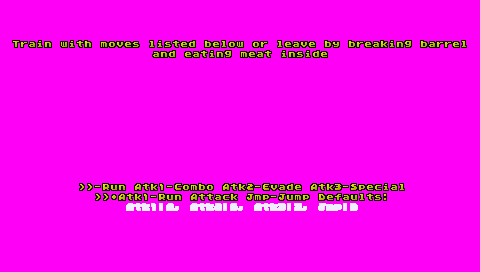 Train with moves listed below or leave by breaking barrel
and eating meat inside
>>-Run Atk1-Combo Atk2-Evade Atk3-Special
>>+Atk1-Run Attack Jmp-Jump Defaults: